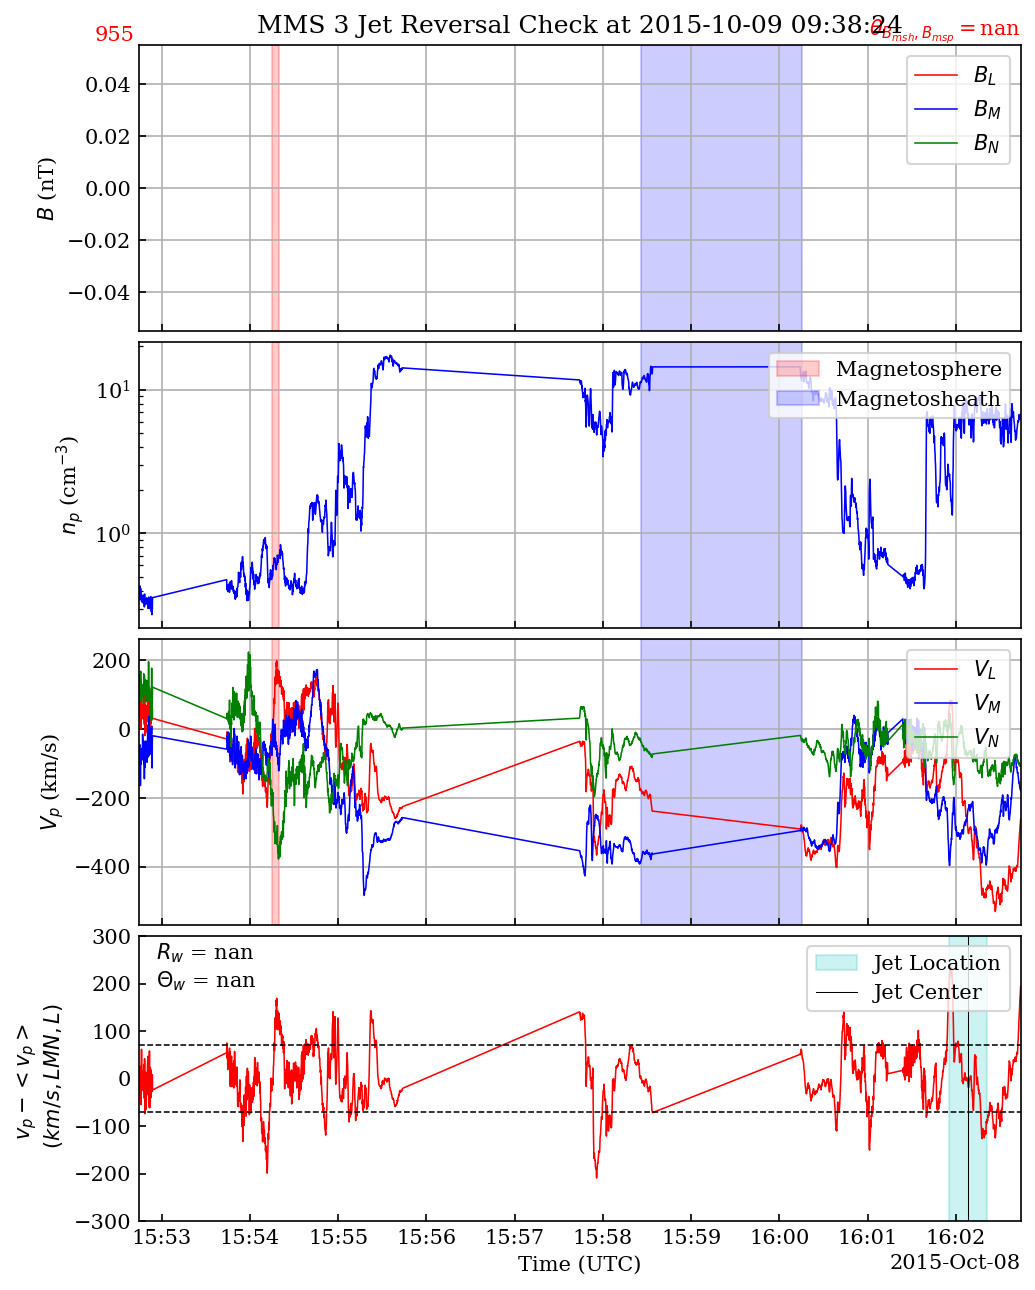 MMS 3 Jet Reversal Check at 2015-10-09 09:38:24
955
θ_{B_{msh}, B_{msp}} = nan
0.04
0.02
0.00
−0.02
−0.04
B (nT)
B_L
B_M
B_N
10^1
10^0
n_p (cm^{−3})
Magnetosphere
Magnetosheath
200
0
−200
−400
V_p (km/s)
V_L
V_M
V_N
300
200
100
0
−100
−200
−300
v_p − < v_p >
(km/s, LMN, L)
R_w = nan
Θ_w = nan
Jet Location
Jet Center
15:53 15:54 15:55 15:56 15:57 15:58 15:59 16:00 16:01 16:02
Time (UTC)
2015-Oct-08